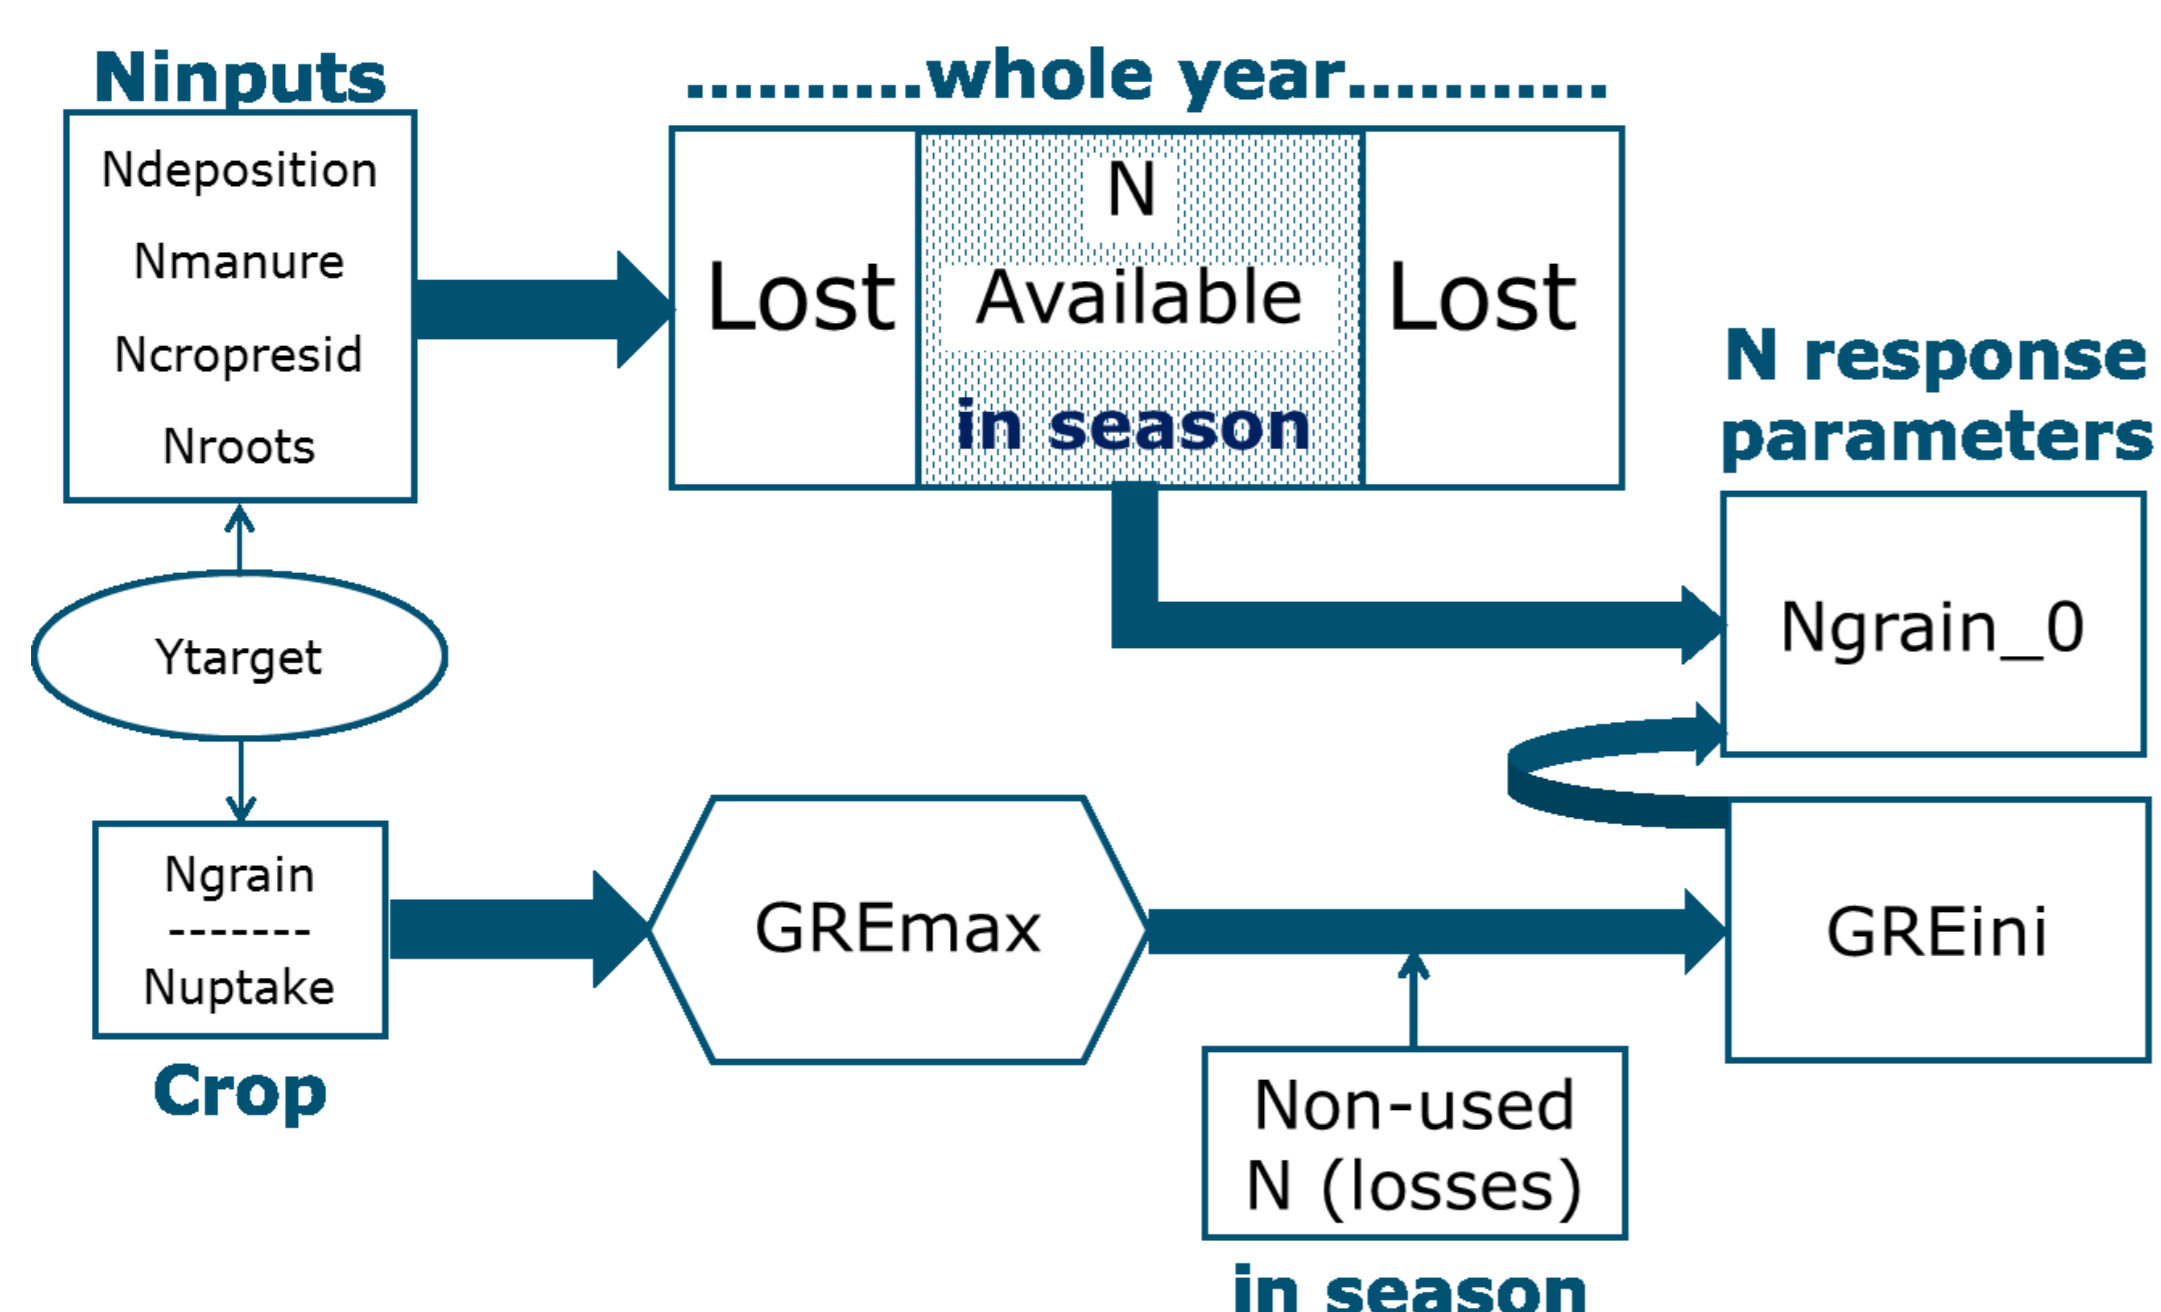 Ninputs
Ndeposition
Nmanure
Ncropresid
Nroots
..........whole year...........
Lost
N
Available
in season
Lost
N response
parameters
Ngrain_0
Ytarget
Ngrain
-------
Nuptake
Crop
GREmax
GREini
Non-used
N (losses)
in season